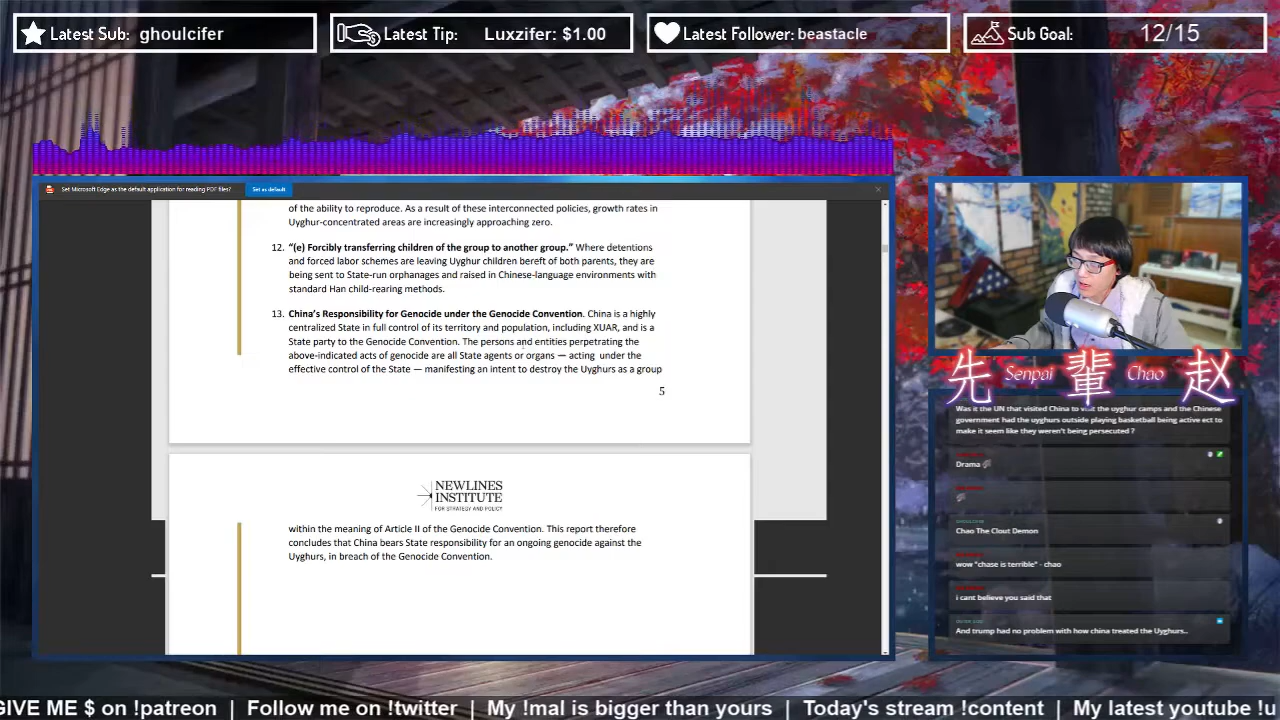 Latest Sub: ghoulcifer
Latest Tip: Luxzifer: $1.00
Latest Follower: beastacle
Sub Goal: 12/15
Set Microsoft Edge as the default application for reading PDF files? Set as default
of the ability to reproduce. As a result of these interconnected policies, growth rates in
Uyghur-concentrated areas are increasingly approaching zero.
12. “(e) Forcibly transferring children of the group to another group.” Where detentions
and forced labor schemes are leaving Uyghur children bereft of both parents, they are
being sent to State-run orphanages and raised in Chinese-language environments with
standard Han child-rearing methods.
13. China's Responsibility for Genocide under the Genocide Convention. China is a highly
centralized State in full control of its territory and population, including XUAR, and is a
State party to the Genocide Convention. The persons and entities perpetrating the
above-indicated acts of genocide are all State agents or organs — acting under the
effective control of the State — manifesting an intent to destroy the Uyghurs as a group
5
NEWLINES
INSTITUTE
FOR STRATEGY AND POLICY
within the meaning of Article II of the Genocide Convention. This report therefore
concludes that China bears State responsibility for an ongoing genocide against the
Uyghurs, in breach of the Genocide Convention.
先 Senpai 輩 Chao 赵
Was it the UN that visited China to visit the uyghur camps and the Chinese
government had the uyghurs outside playing basketball being active ect to
make it seem like they weren't being persecuted ?
Drama
Chao The Clout Demon
wow "chase is terrible" - chao
i cant believe you said that
And trump had no problem with how china treated the Uyghurs..
GIVE ME $ on !patreon | Follow me on !twitter | My !mal is bigger than yours | Today's stream !content | My latest youtube !u